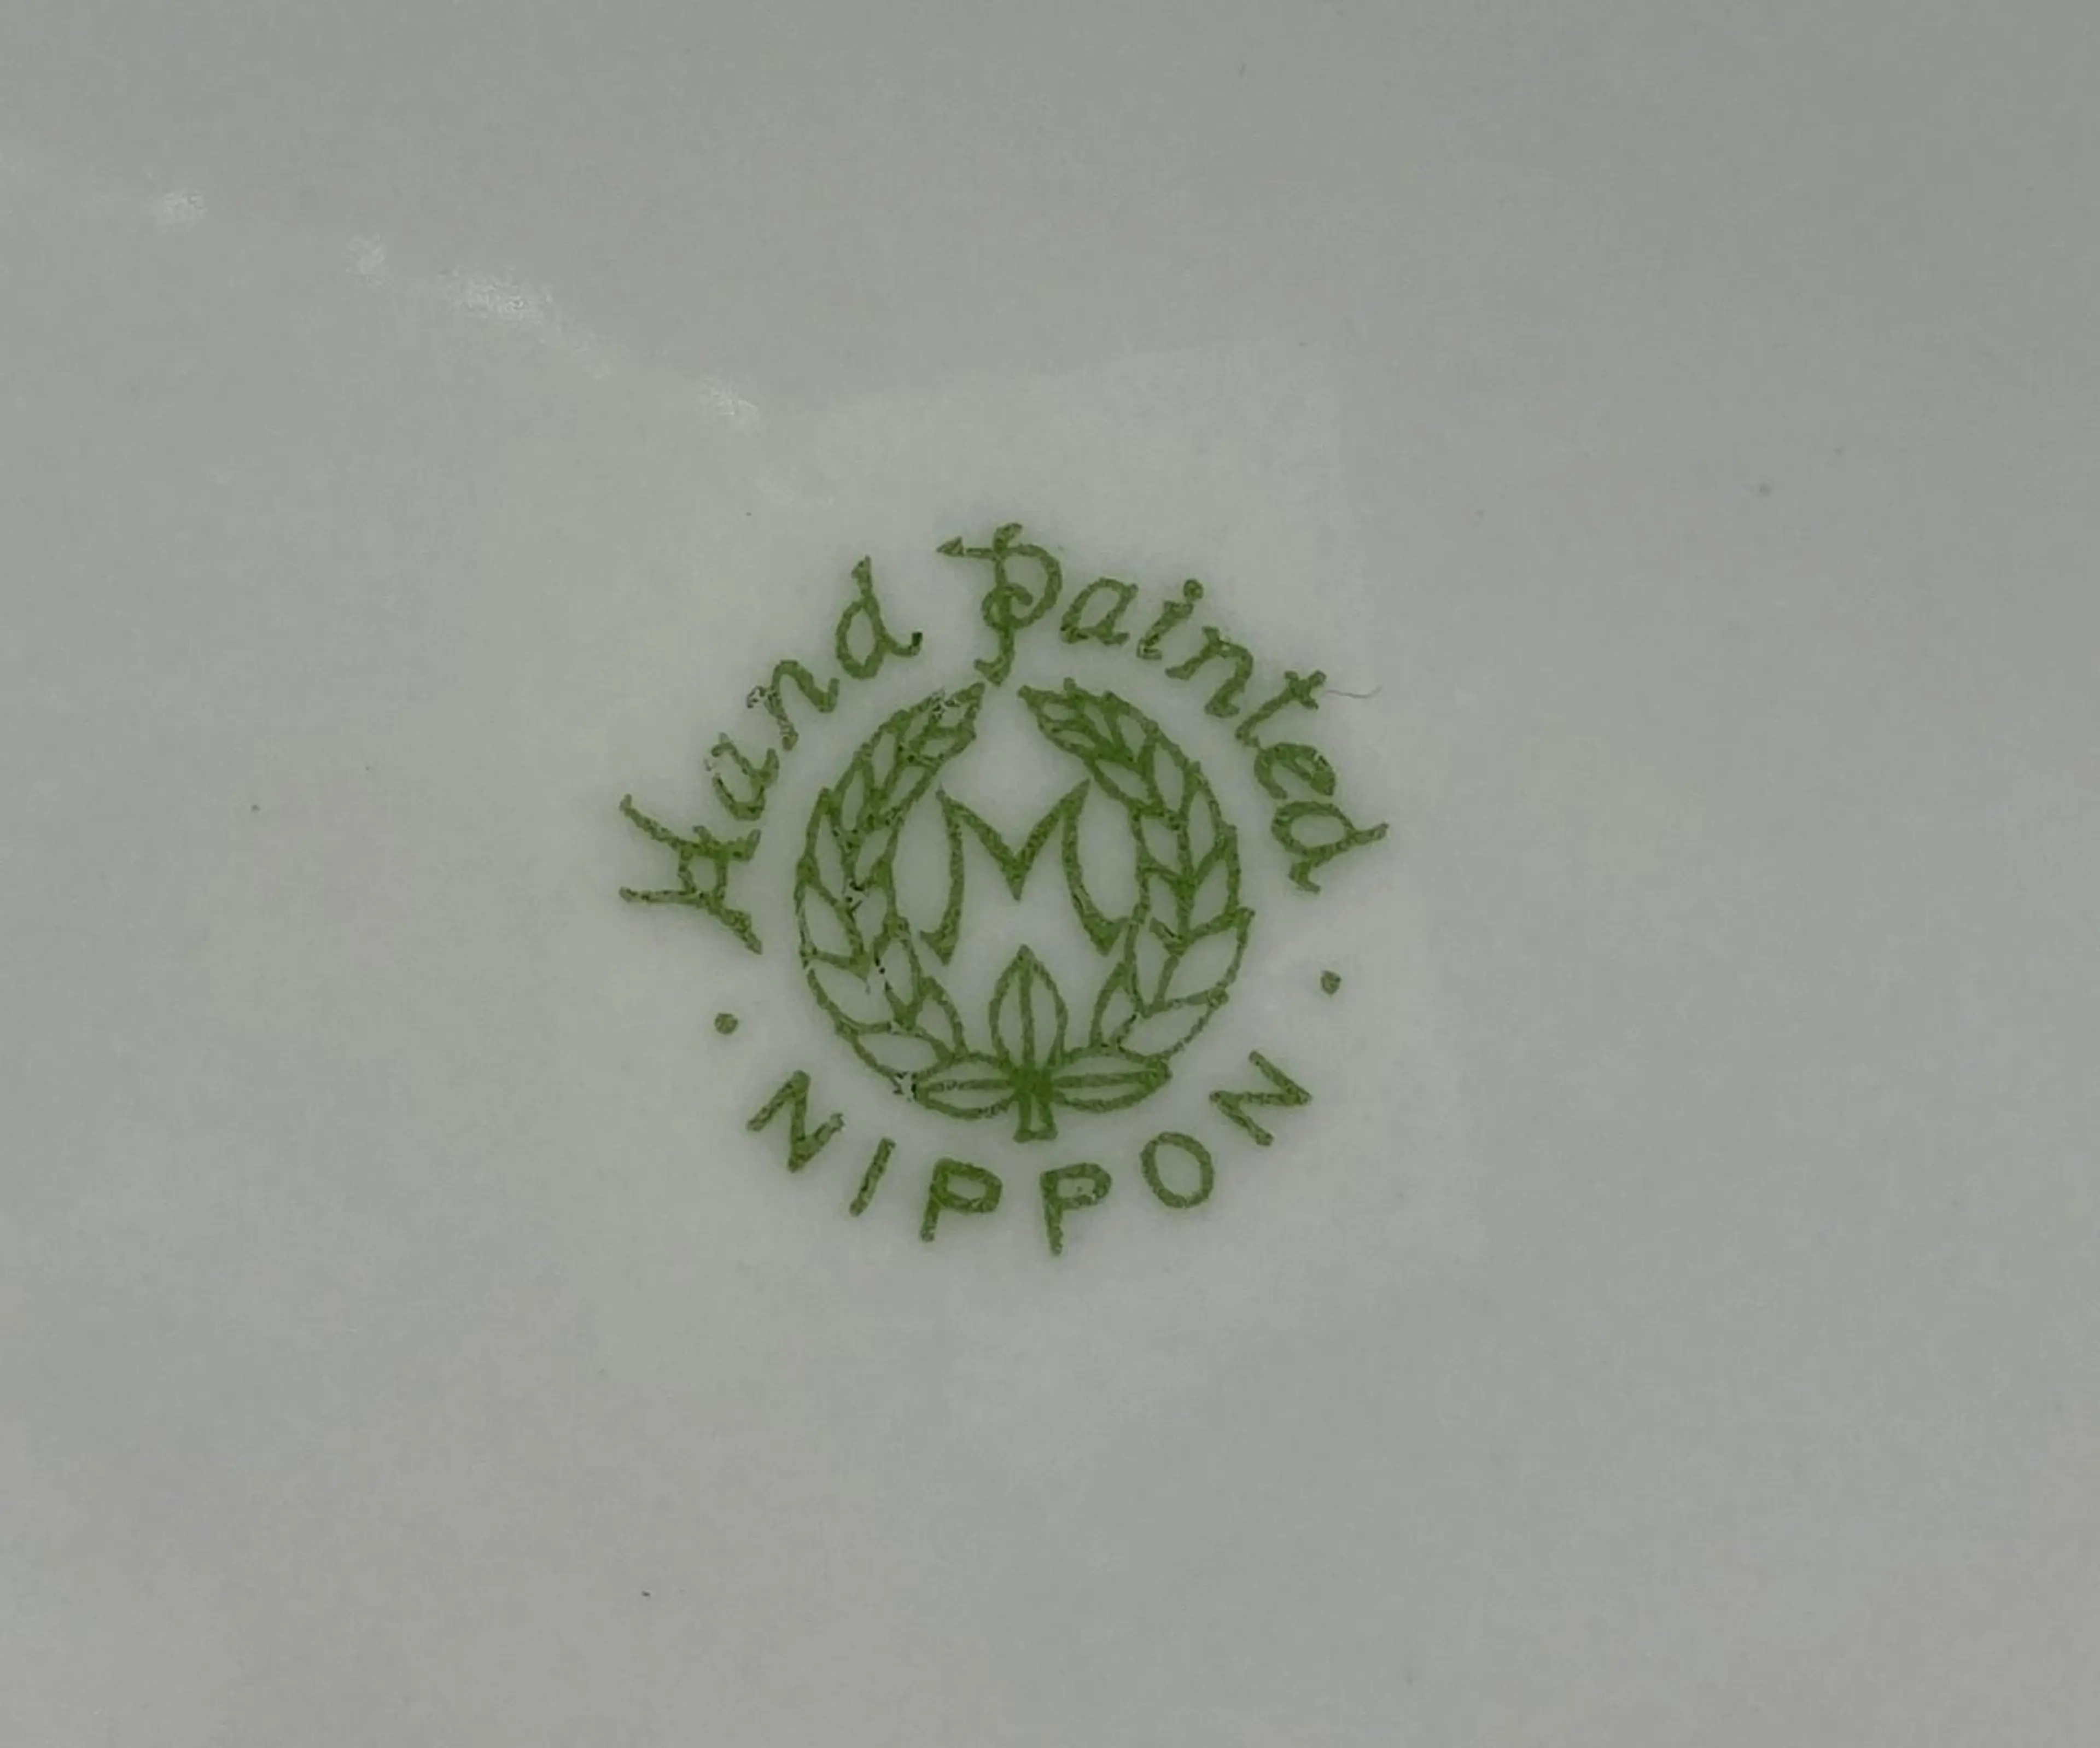 Hand Painted
M
• NIPPON •